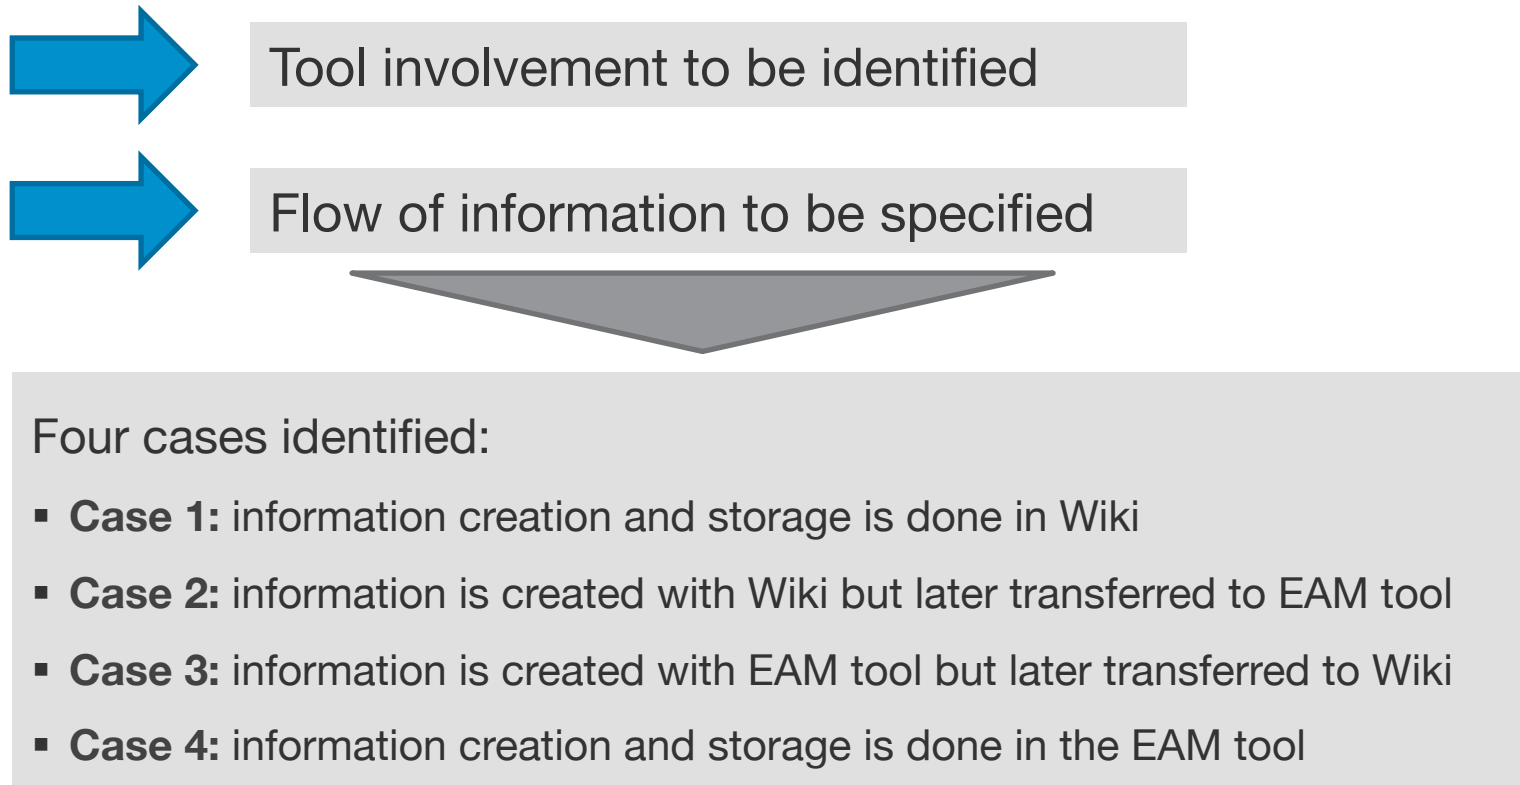 Tool involvement to be identified
Flow of information to be specified
Four cases identified:
▪ Case 1: information creation and storage is done in Wiki
▪ Case 2: information is created with Wiki but later transferred to EAM tool
▪ Case 3: information is created with EAM tool but later transferred to Wiki
▪ Case 4: information creation and storage is done in the EAM tool